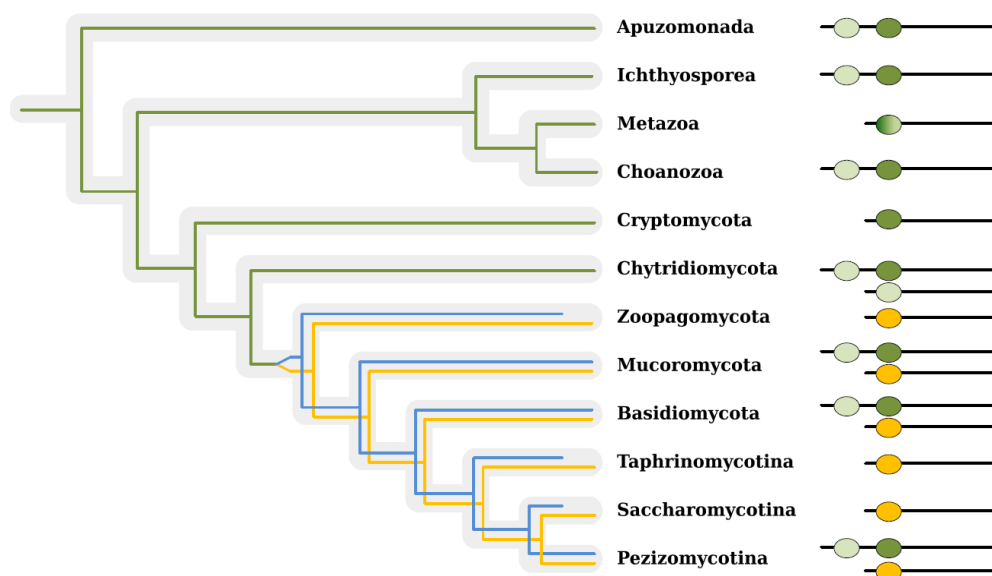 Apuzomonada
Ichthyosporea
Metazoa
Choanozoa
Cryptomycota
Chytridiomycota
Zoopagomycota
Mucoromycota
Basidiomycota
Taphrinomycotina
Saccharomycotina
Pezizomycotina